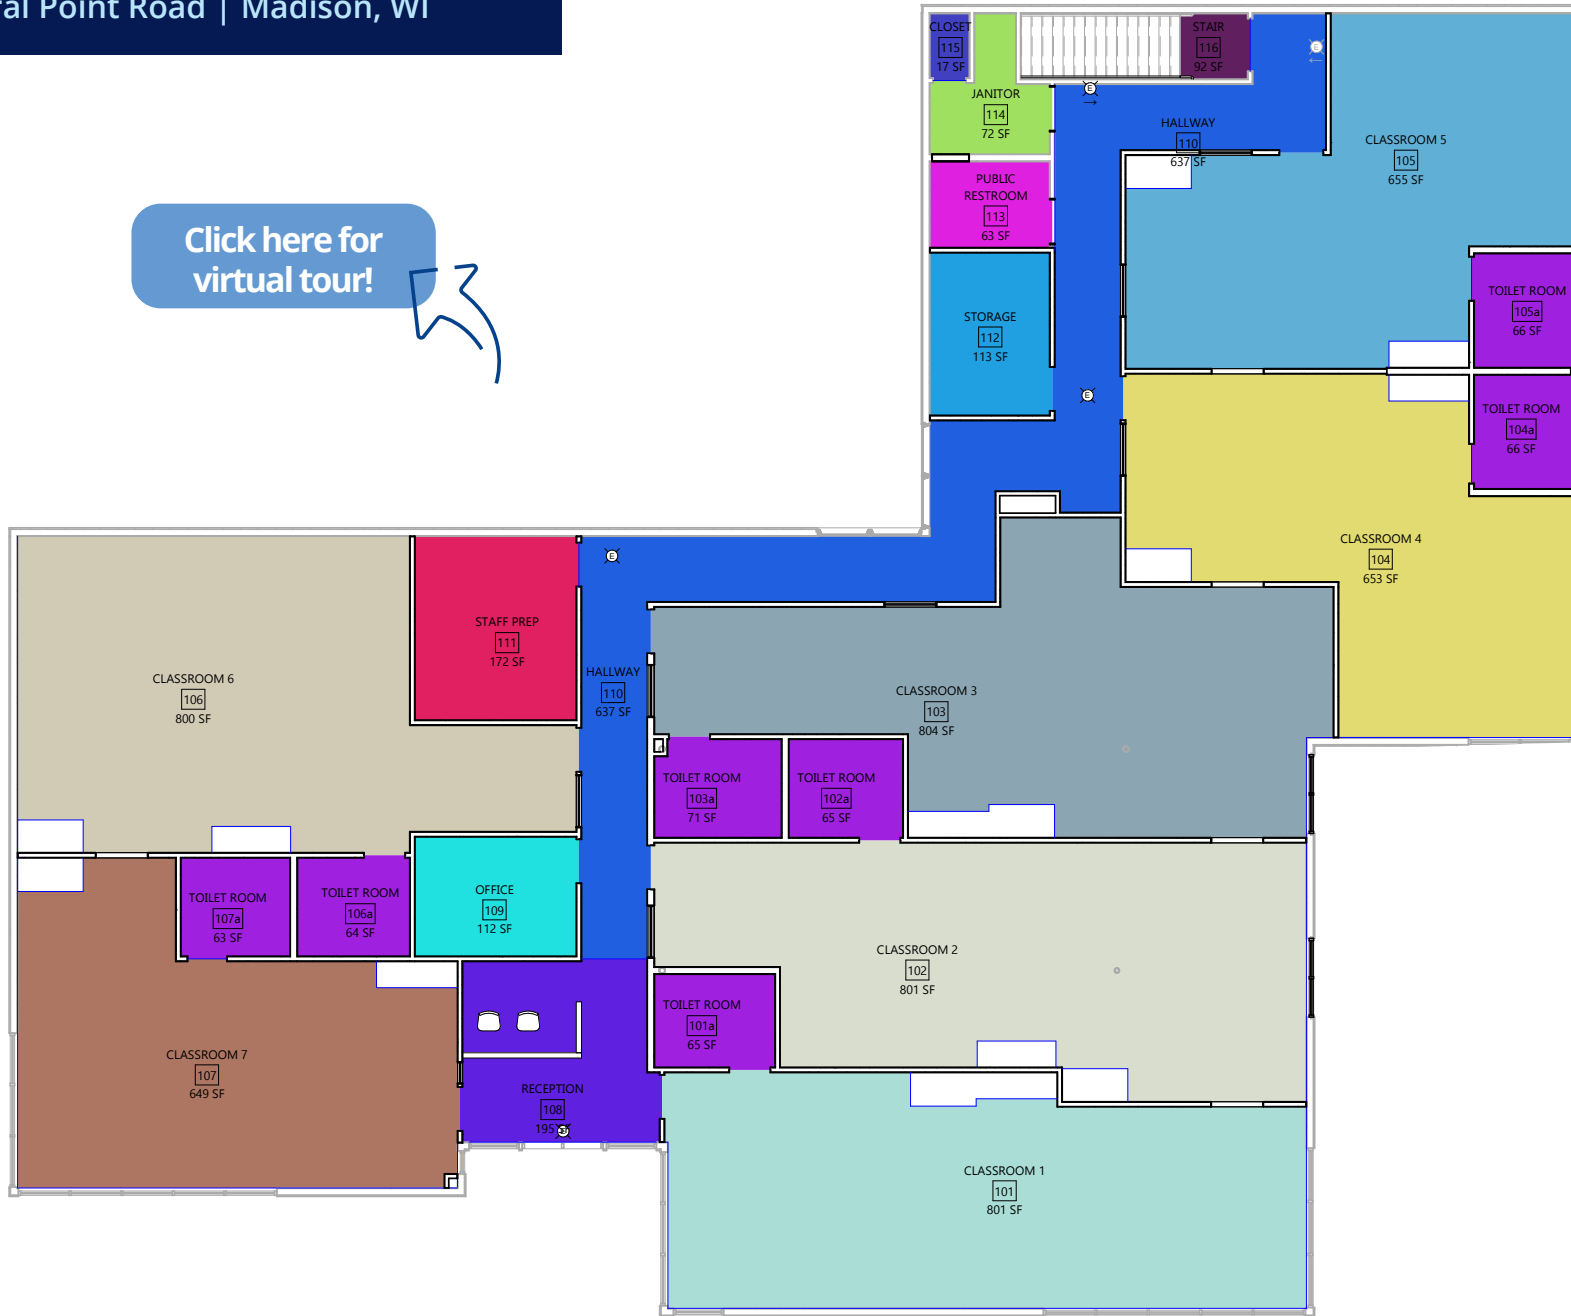 Point Road | Madison, WI
Click here for
virtual tour!
CLOSET
115
17 SF
STAIR
116
92 SF
E
←
JANITOR
114
72 SF
E
→
HALLWAY
110
637 SF
CLASSROOM 5
105
655 SF
PUBLIC
RESTROOM
113
63 SF
STORAGE
112
113 SF
TOILET ROOM
105a
66 SF
E
TOILET ROOM
104a
66 SF
CLASSROOM 4
104
653 SF
E
STAFF PREP
111
172 SF
CLASSROOM 6
106
800 SF
HALLWAY
110
637 SF
CLASSROOM 3
103
804 SF
TOILET ROOM
103a
71 SF
TOILET ROOM
102a
65 SF
TOILET ROOM
107a
63 SF
TOILET ROOM
106a
64 SF
OFFICE
109
112 SF
CLASSROOM 2
102
801 SF
TOILET ROOM
101a
65 SF
CLASSROOM 7
107
649 SF
RECEPTION
108
195
CLASSROOM 1
101
801 SF